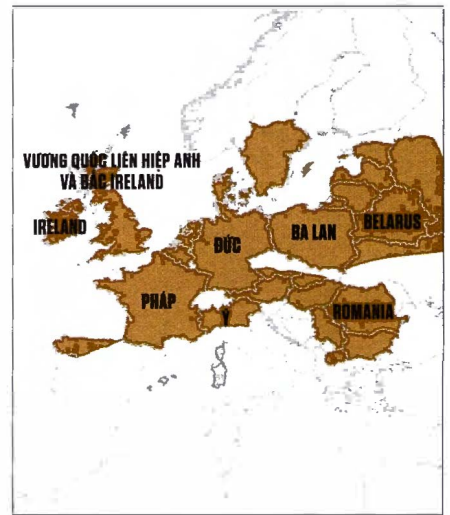 VƯƠNG QUỐC LIÊN HIỆP ANH
VÀ BẮC IRELAND
IRELAND
ĐỨC
BA LAN
BELARUS
PHÁP
Ý
ROMANIA